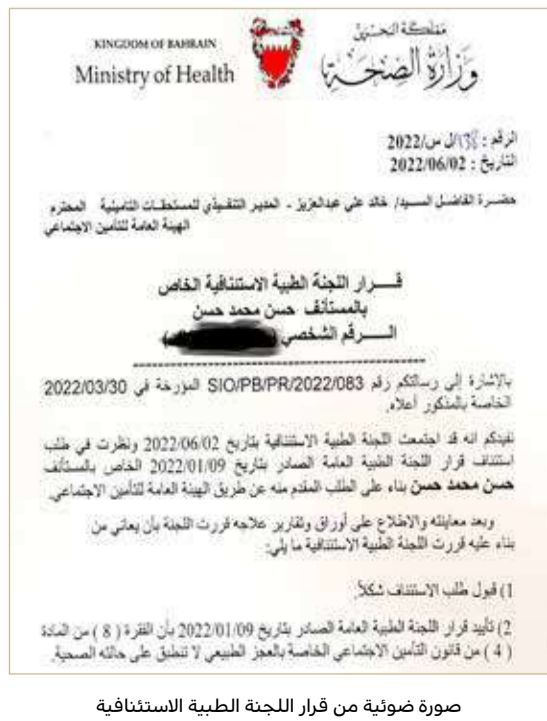 KINGDOM OF BAHRAIN
Ministry of Health
مملكة البحرين
وزارة الصحة
الرقم : /ل س/2022
التاريخ : 2022/06/02
حضرة الفاضل السيد/ خالد علي عبدالعزيز - المدير التنفيذي للمستحقات التأمينية المحترم
الهيئة العامة للتأمين الاجتماعي
قرار اللجنة الطبية الاستئنافية الخاص
بالمستأنف حسن محمد حسن
الرقم الشخصي
بالإشارة إلى رسالتكم رقم SIO/PB/PR/2022/083 المؤرخة في 2022/03/30
الخاصة بالمذكور أعلاه.
نفيدكم انه قد اجتمعت اللجنة الطبية الاستئنافية بتاريخ 2022/06/02 ونظرت في طلب
استئناف قرار اللجنة الطبية العامة الصادر بتاريخ 2022/01/09 الخاص بالمستأنف
حسن محمد حسن بناء على الطلب المقدم منه عن طريق الهيئة العامة للتأمين الاجتماعي.
وبعد معاينته والاطلاع على أوراق وتقارير علاجه قررت اللجنة بأن يعاني من
بناء عليه قررت اللجنة الطبية الاستئنافية ما يلي:
1) قبول طلب الاستئناف شكلاً.
2) تأييد قرار اللجنة الطبية العامة الصادر بتاريخ 2022/01/09 بأن الفقرة ( 8 ) من المادة
( 4 ) من قانون التأمين الاجتماعي الخاصة بالعجز الطبيعي لا تنطبق على حالته الصحية.
صورة ضوئية من قرار اللجنة الطبية الاستئنافية